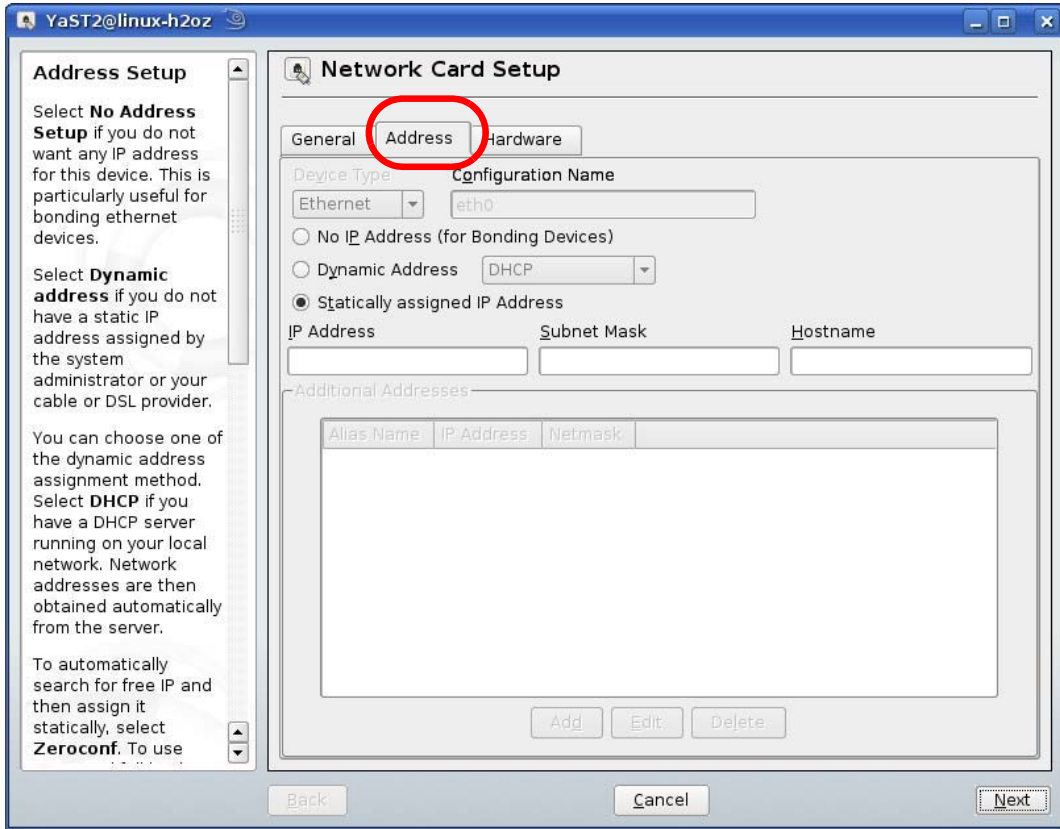 YaST2@linux-h2oz
Address Setup
Select No Address
Setup if you do not
want any IP address
for this device. This is
particularly useful for
bonding ethernet
devices.
Select Dynamic
address if you do not
have a static IP
address assigned by
the system
administrator or your
cable or DSL provider.
You can choose one of
the dynamic address
assignment method.
Select DHCP if you
have a DHCP server
running on your local
network. Network
addresses are then
obtained automatically
from the server.
To automatically
search for free IP and
then assign it
statically, select
Zeroconf. To use
Network Card Setup
General Address Hardware
Device Type Configuration Name
Ethernet eth0
No IP Address (for Bonding Devices)
Dynamic Address DHCP
Statically assigned IP Address
IP Address Subnet Mask Hostname
Additional Addresses
Alias Name IP Address Netmask
Add Edit Delete
Back Cancel Next